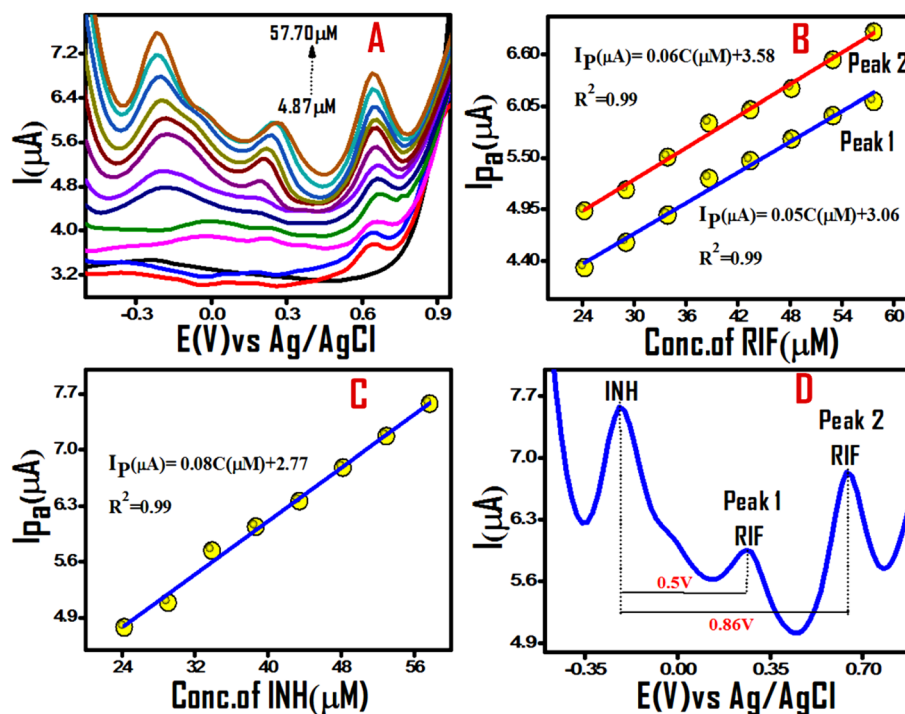 A
57.70 µM
4.87 µM
I(µA)
7.2
6.4
5.6
4.8
4.0
3.2
-0.3 0.0 0.3 0.6 0.9
E(V)vs Ag/AgCl
B
IP(µA)= 0.06C(µM)+3.58
R²=0.99
Peak 2
Peak 1
IP(µA)=0.05C(µM)+3.06
R²=0.99
Ipa(µA)
6.60
6.05
5.50
4.95
4.40
24 30 36 42 48 54 60
Conc.of RIF(µM)
C
IP(µA)= 0.08C(µM)+2.77
R²=0.99
Ipa(µA)
7.7
7.0
6.3
5.6
4.9
24 32 40 48 56
Conc.of INH(µM)
D
INH
Peak 2
RIF
Peak 1
RIF
0.5V
0.86V
I(µA)
7.7
7.0
6.3
5.6
4.9
-0.35 0.00 0.35 0.70
E(V)vs Ag/AgCl